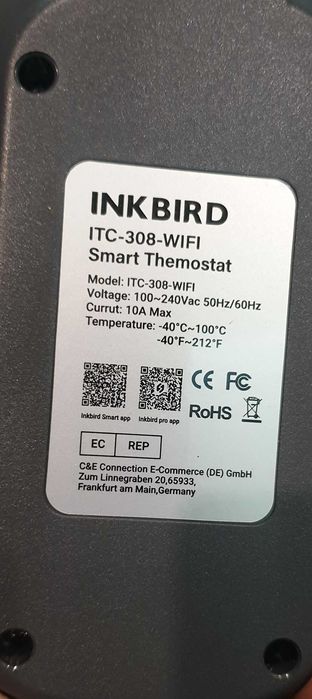 INKBIRD
ITC-308-WIFI
Smart Themostat
Model: ITC-308-WIFI
Voltage: 100~240Vac 50Hz/60Hz
Currut: 10A Max
Temperature: -40°C~100°C
-40°F~212°F
CE FC
Inkbird Smart app Inkbird pro app
RoHS
EC REP
C&E Connection E-Commerce (DE) GmbH
Zum Linnegraben 20,65933,
Frankfurt am Main,Germany